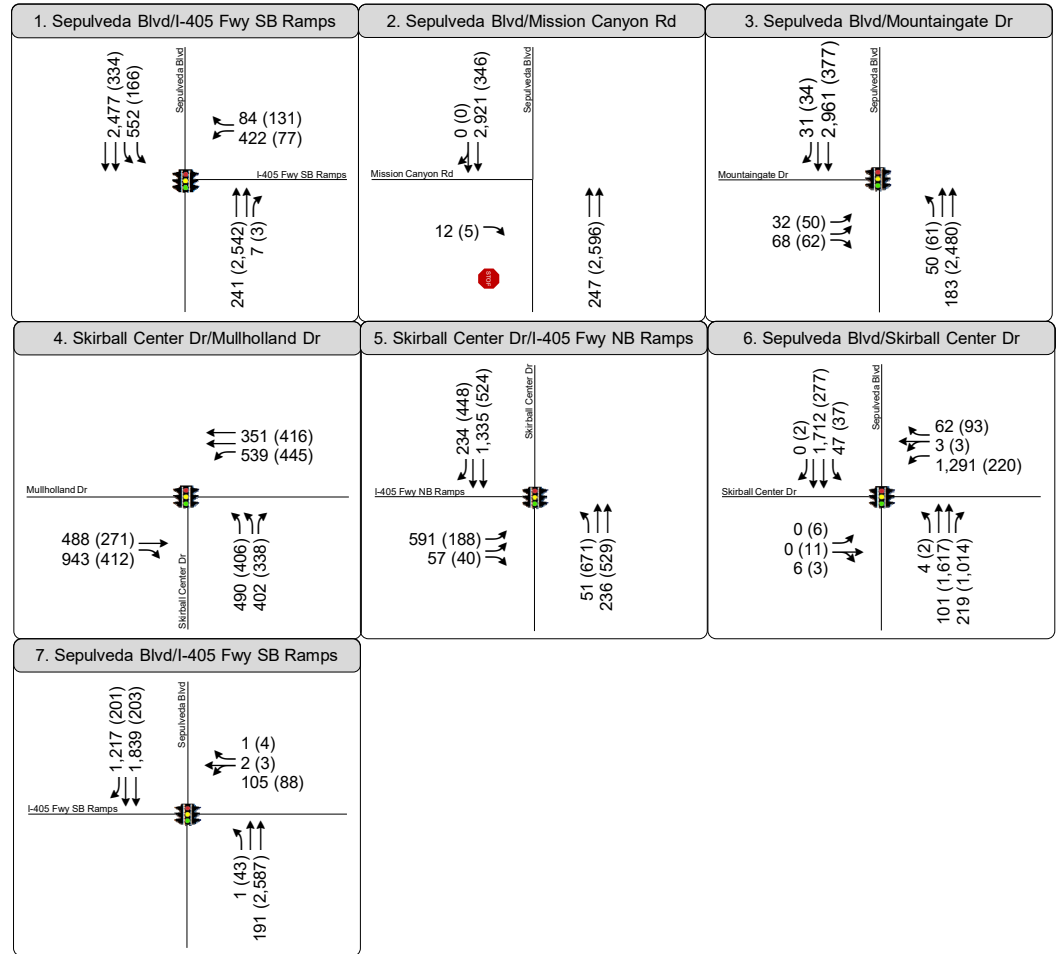 1. Sepulveda Blvd/I-405 Fwy SB Ramps
2,477 (334)
552 (166)
Sepulveda Blvd
84 (131)
422 (77)
I-405 Fwy SB Ramps
241 (2,542)
7 (3)
2. Sepulveda Blvd/Mission Canyon Rd
0 (0)
2,921 (346)
Sepulveda Blvd
Mission Canyon Rd
12 (5)
STOP
247 (2,596)
3. Sepulveda Blvd/Mountaingate Dr
31 (34)
2,961 (377)
Sepulveda Blvd
Mountaingate Dr
32 (50)
68 (62)
50 (61)
183 (2,480)
4. Skirball Center Dr/Mullholland Dr
351 (416)
539 (445)
Mullholland Dr
488 (271)
943 (412)
Skirball Center Dr
490 (406)
402 (338)
5. Skirball Center Dr/I-405 Fwy NB Ramps
234 (448)
1,335 (524)
Skirball Center Dr
I-405 Fwy NB Ramps
591 (188)
57 (40)
51 (671)
236 (529)
6. Sepulveda Blvd/Skirball Center Dr
0 (2)
1,712 (277)
47 (37)
Sepulveda Blvd
62 (93)
3 (3)
1,291 (220)
Skirball Center Dr
0 (6)
0 (11)
6 (3)
4 (2)
101 (1,617)
219 (1,014)
7. Sepulveda Blvd/I-405 Fwy SB Ramps
1,217 (201)
1,839 (203)
Sepulveda Blvd
1 (4)
2 (3)
105 (88)
I-405 Fwy SB Ramps
1 (43)
191 (2,587)